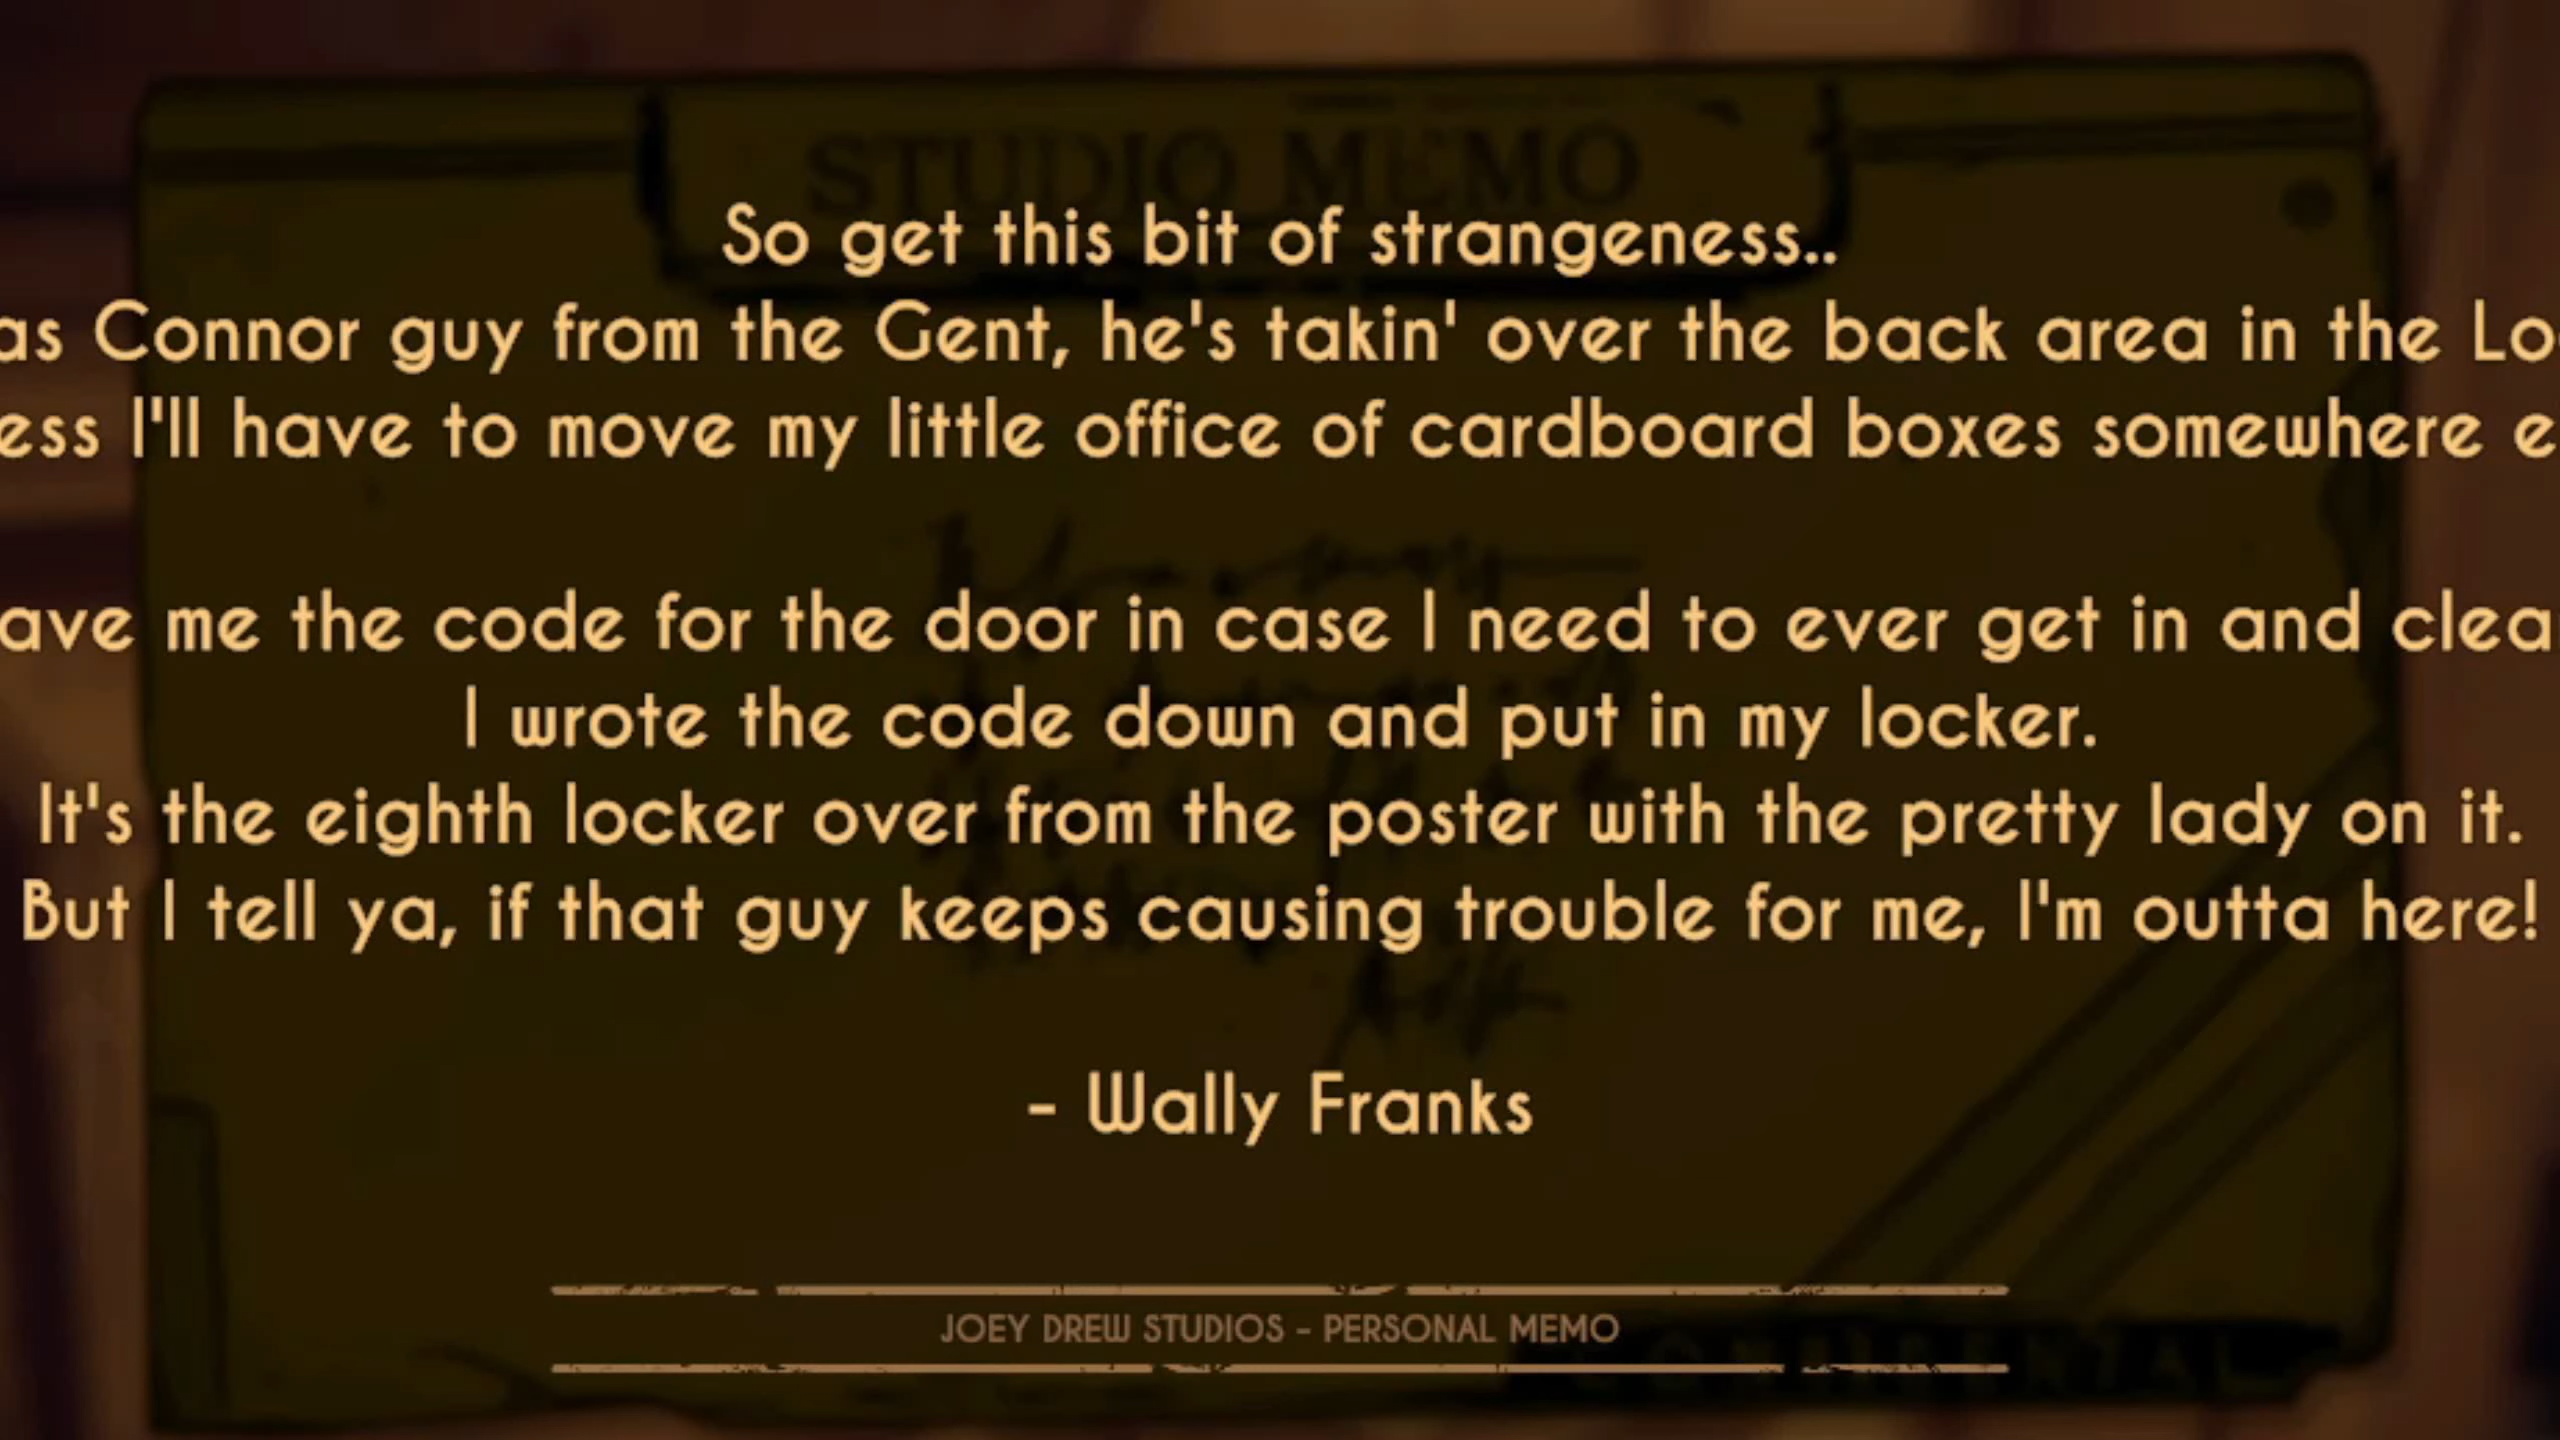 STUDIO MEMO
So get this bit of strangeness..
as Connor guy from the Gent, he's takin' over the back area in the Lo
ess I'll have to move my little office of cardboard boxes somewhere e
ave me the code for the door in case I need to ever get in and clea
I wrote the code down and put in my locker.
It's the eighth locker over from the poster with the pretty lady on it.
But I tell ya, if that guy keeps causing trouble for me, I'm outta here!
- Wally Franks
JOEY DREW STUDIOS - PERSONAL MEMO
CONFIDENTIAL